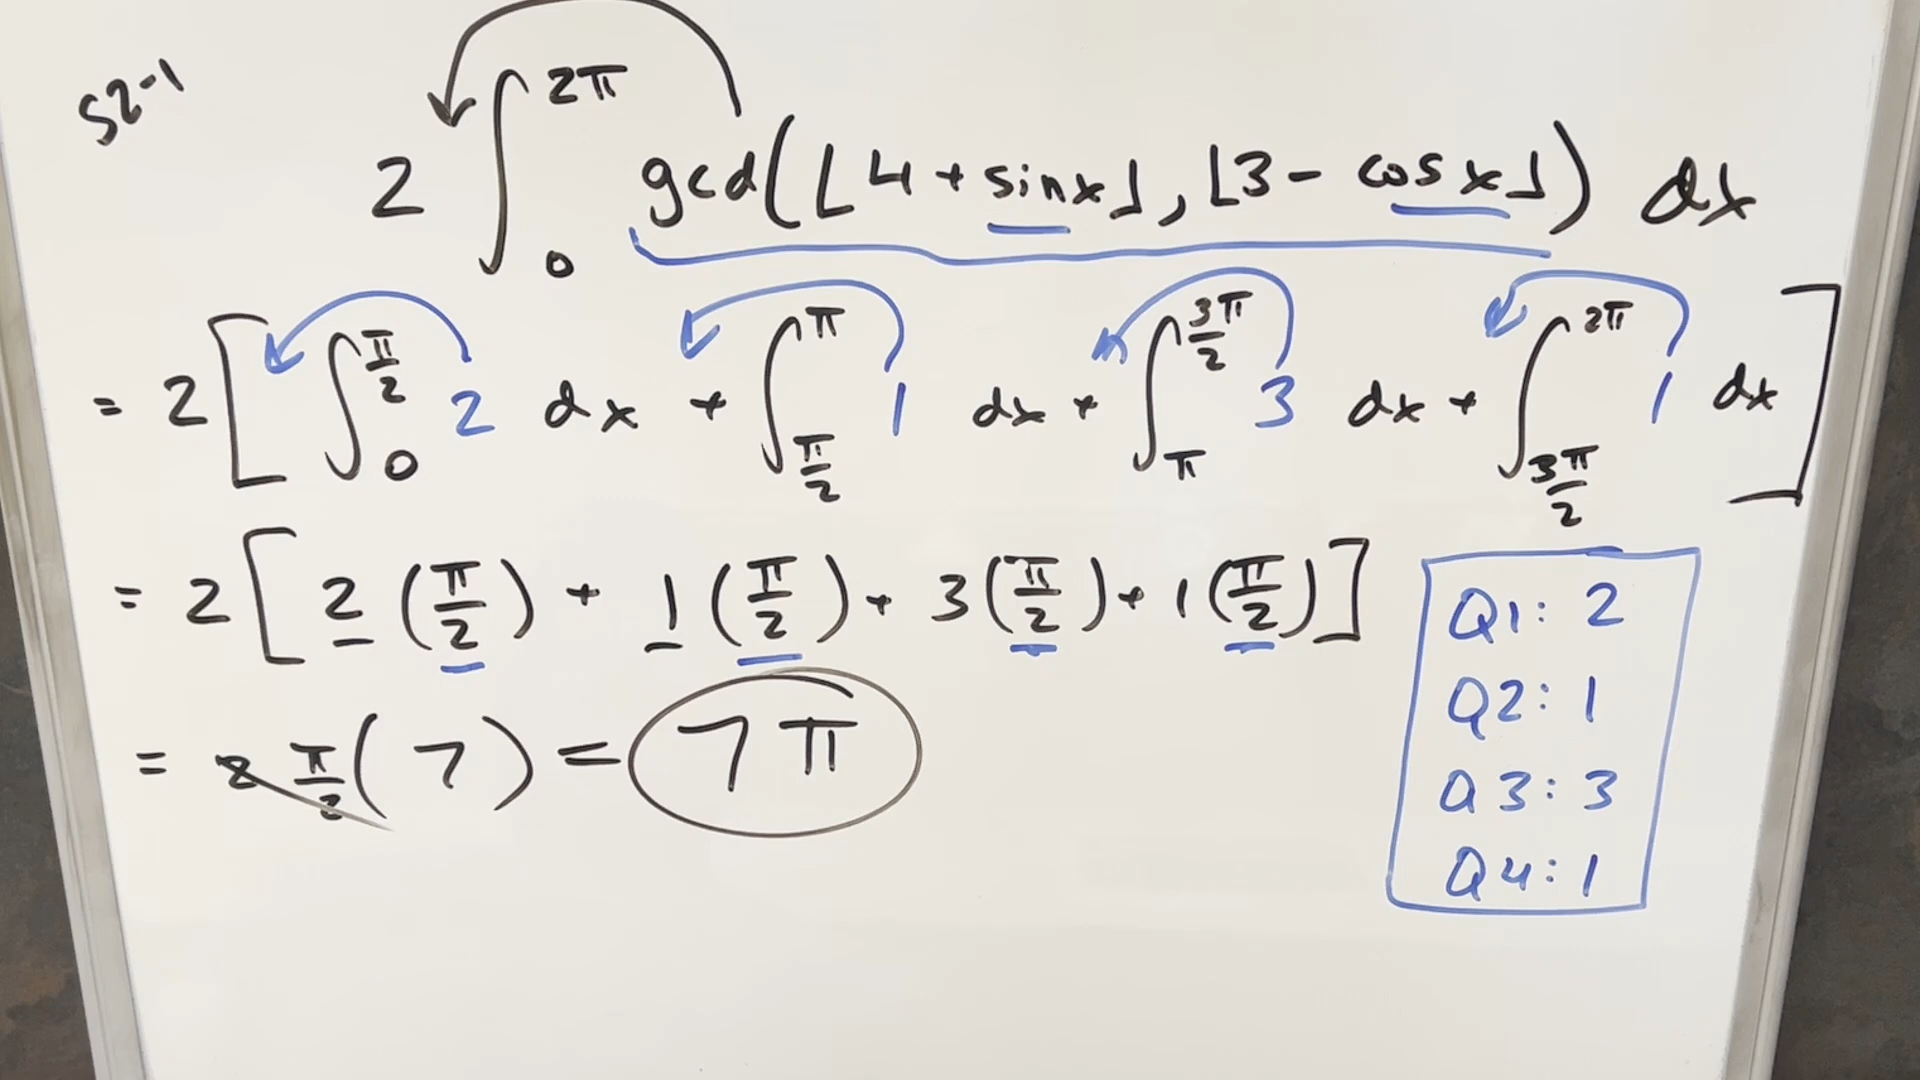 S2-1
2 ∫₀^{2π} gcd(⌊4 + sin x⌋, ⌊3 - cos x⌋) dx
= 2 [ ∫₀^{π/2} 2 dx + ∫_{π/2}^{π} 1 dx + ∫_{π}^{3π/2} 3 dx + ∫_{3π/2}^{2π} 1 dx ]
= 2 [ 2 (π/2) + 1 (π/2) + 3 (π/2) + 1 (π/2) ]
= 2 π/2 ( 7 ) = 7π
Q1: 2
Q2: 1
Q3: 3
Q4: 1